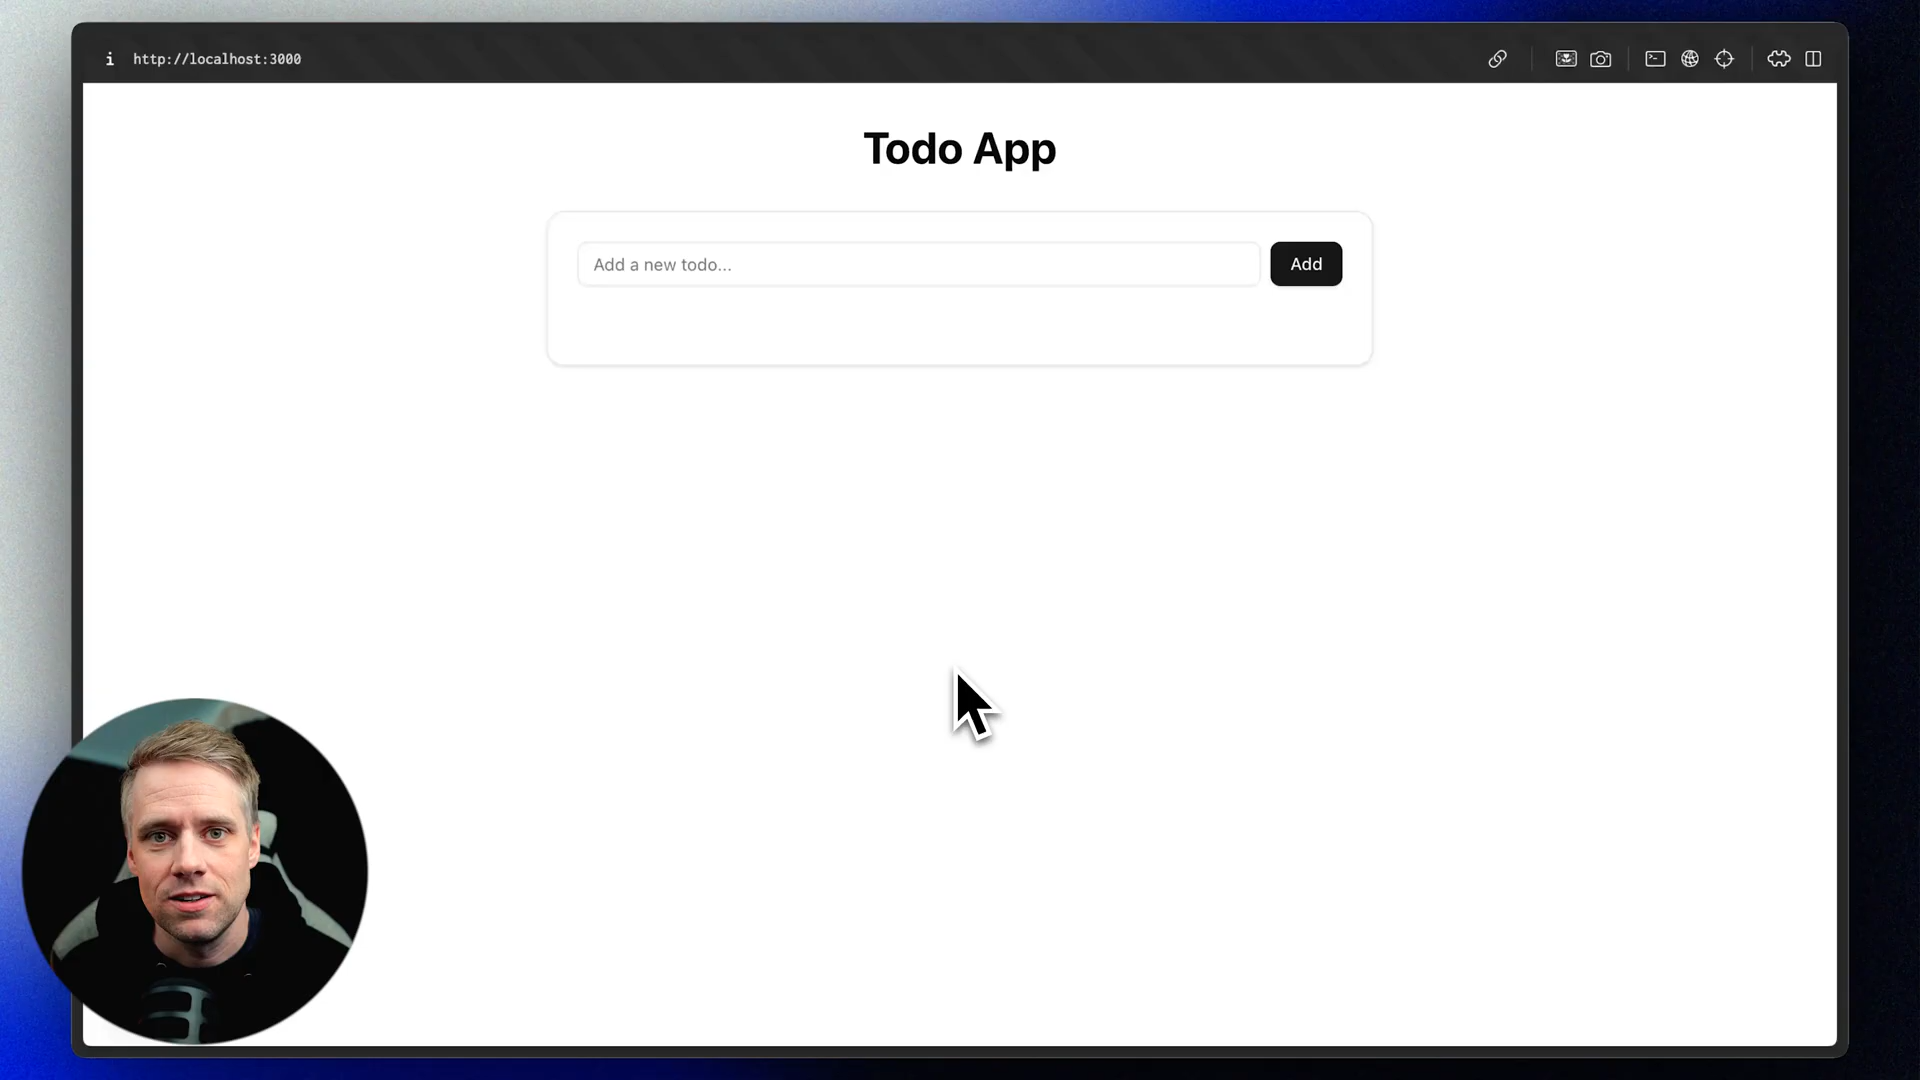 http://localhost:3000
Todo App
Add a new todo...
Add